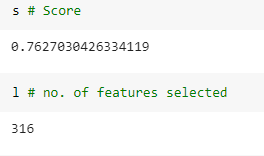 s # Score
0.7627030426334119
l # no. of features selected
316